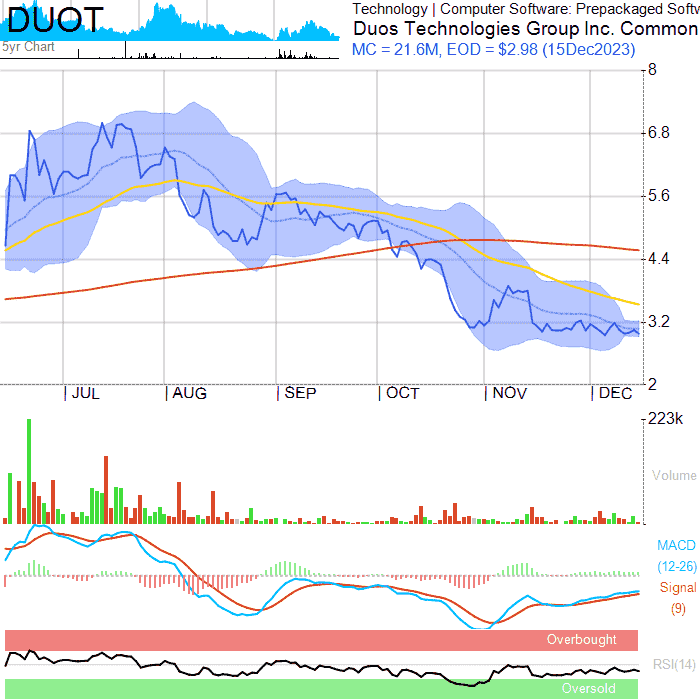 DUOT
Technology | Computer Software: Prepackaged Softw
Duos Technologies Group Inc. Common
5yr Chart
MC = 21.6M, EOD = $2.98 (15Dec2023)
8
6.8
5.6
4.4
3.2
2
JUL
AUG
SEP
OCT
NOV
DEC
223k
Volume
MACD
(12-26)
Signal
(9)
Overbought
RSI(14)
Oversold